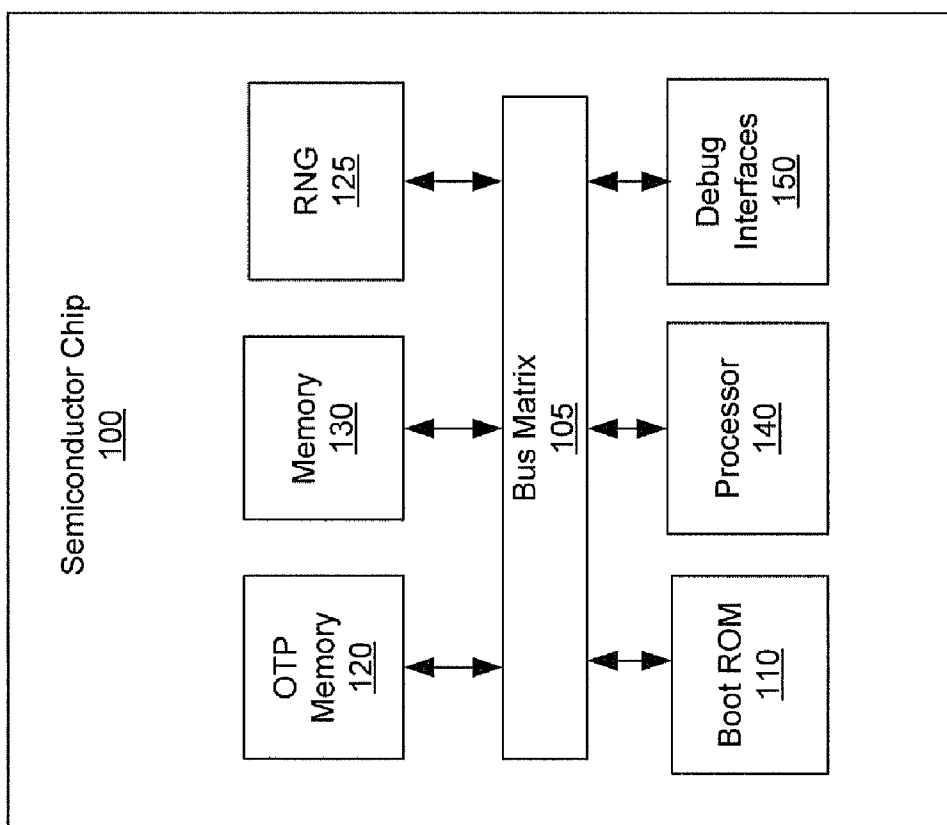 Semiconductor Chip
100
OTP
Memory
120
Memory
130
RNG
125
Bus Matrix
105
Boot ROM
110
Processor
140
Debug
Interfaces
150